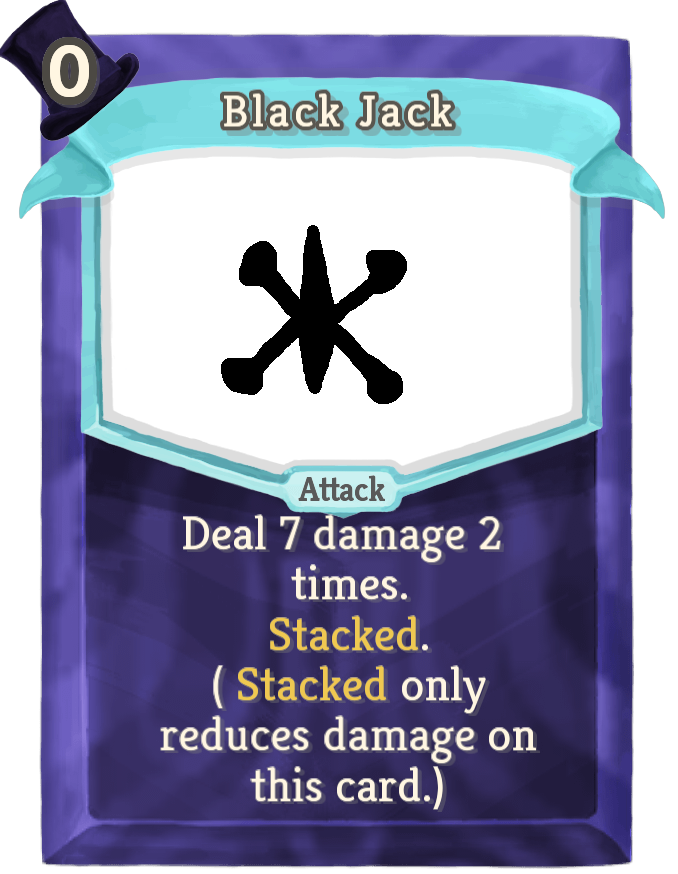 0
Black Jack
Attack
Deal 7 damage 2
times.
Stacked.
( Stacked only
reduces damage on
this card.)